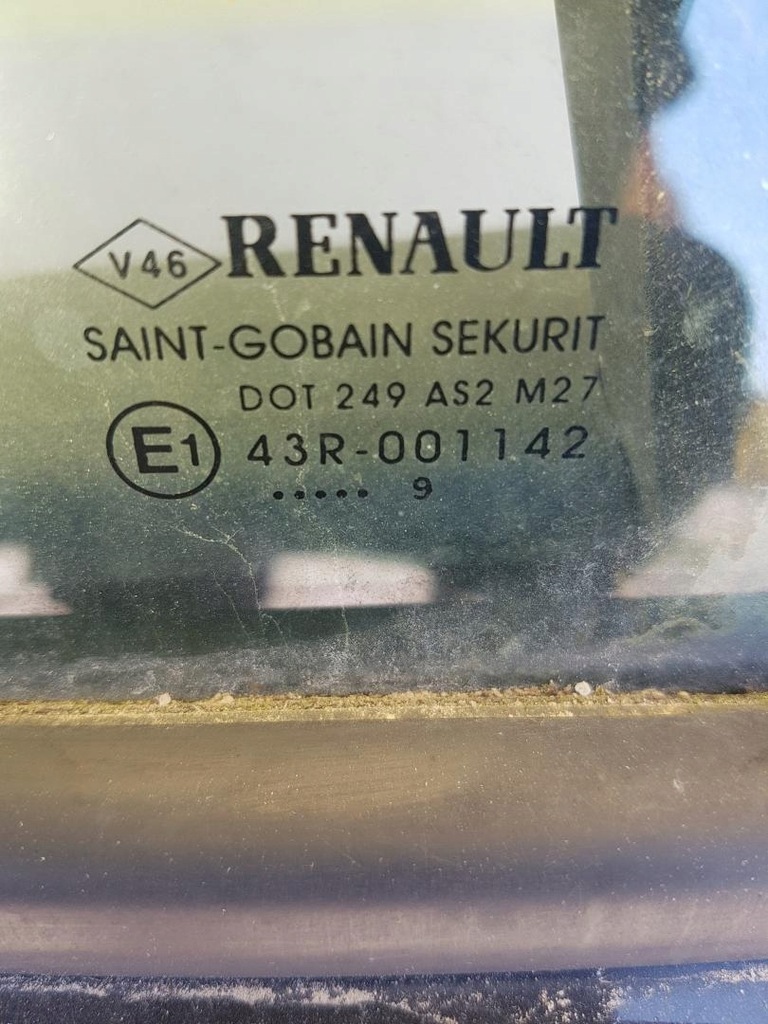 V46 RENAULT
SAINT-GOBAIN SEKURIT
DOT 249 AS2 M27
E1 43R-001142
..... 9